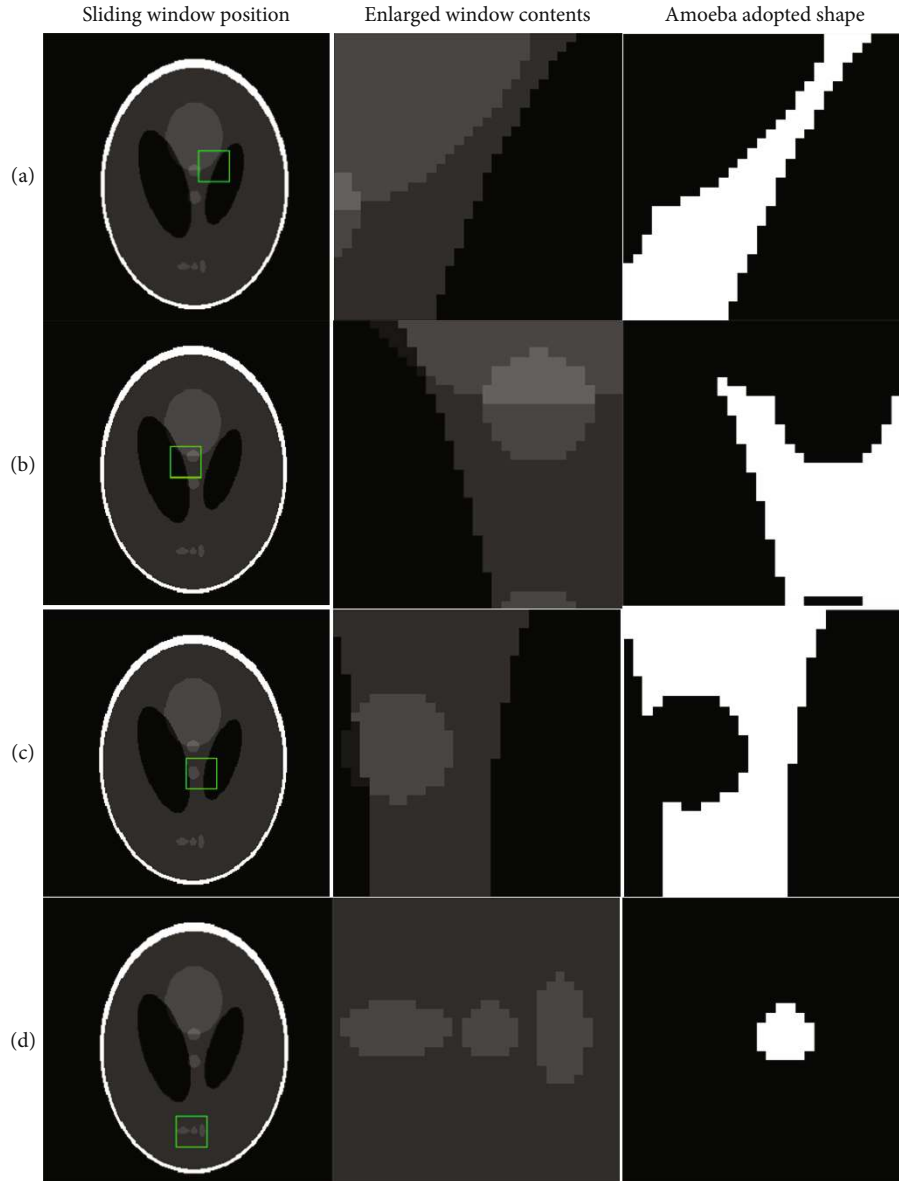 Sliding window position
Enlarged window contents
Amoeba adopted shape
(a)
(b)
(c)
(d)